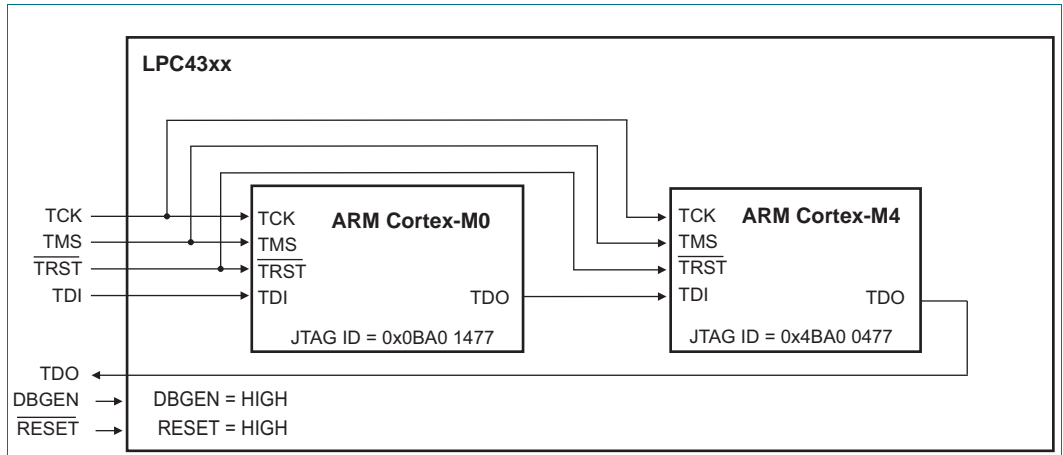 LPC43xx
TCK
TMS
TRST
TDI
TDO
DBGEN
RESET
TCK
TMS
TRST
TDI
ARM Cortex-M0
TDO
JTAG ID = 0x0BA0 1477
TCK
TMS
TRST
TDI
ARM Cortex-M4
TDO
JTAG ID = 0x4BA0 0477
DBGEN = HIGH
RESET = HIGH